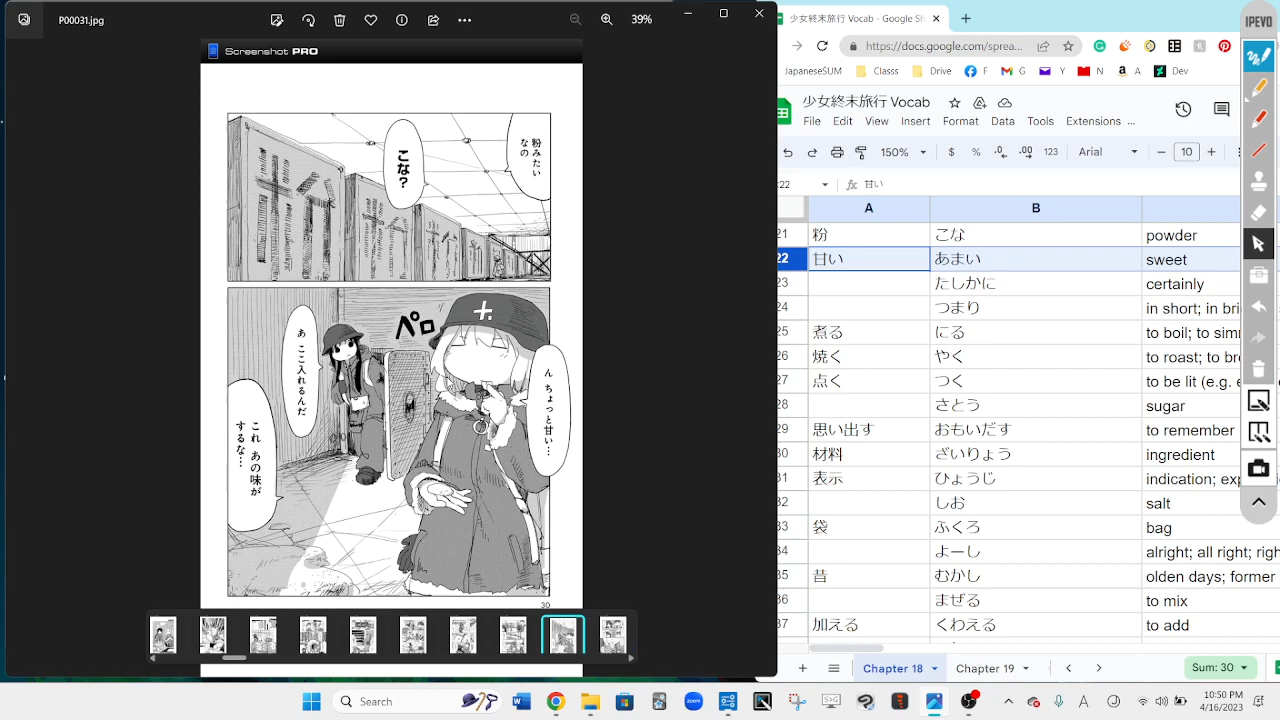 P00031.jpg
39%
Screenshot PRO
粉みたい
なの
こな?
ペロ
ん ちょっと甘い…
あ ここ入れるんだ
これ あの味が
するな…
30
少女終末旅行 Vocab - Google Sh
https://docs.google.com/sprea...
JapaneseSUM
Classs
Drive
F
G
Y
N
A
Dev
少女終末旅行 Vocab
File Edit View Insert Format Data Tools Extensions ...
150% $ % .0 .00 123 Arial 10
22
fx 甘い
A B
21 粉 こな powder
22 甘い あまい sweet
23 たしかに certainly
24 つまり in short; in bri
25 煮る にる to boil; to sim
26 焼く やく to roast; to br
27 点く つく to be lit (e.g. e
28 さとう sugar
29 思い出す おもいだす to remember
30 材料 ざいりょう ingredient
31 表示 ひょうじ indication; exp
32 しお salt
33 袋 ふくろ bag
34 よーし alright; all right
35 昔 むかし olden days; former
36 まぜる to mix
37 加える くわえる to add
Chapter 18 Chapter 19 Sum: 30
IPEVO
Search
zoom
A
10:50 PM
11/16/2023